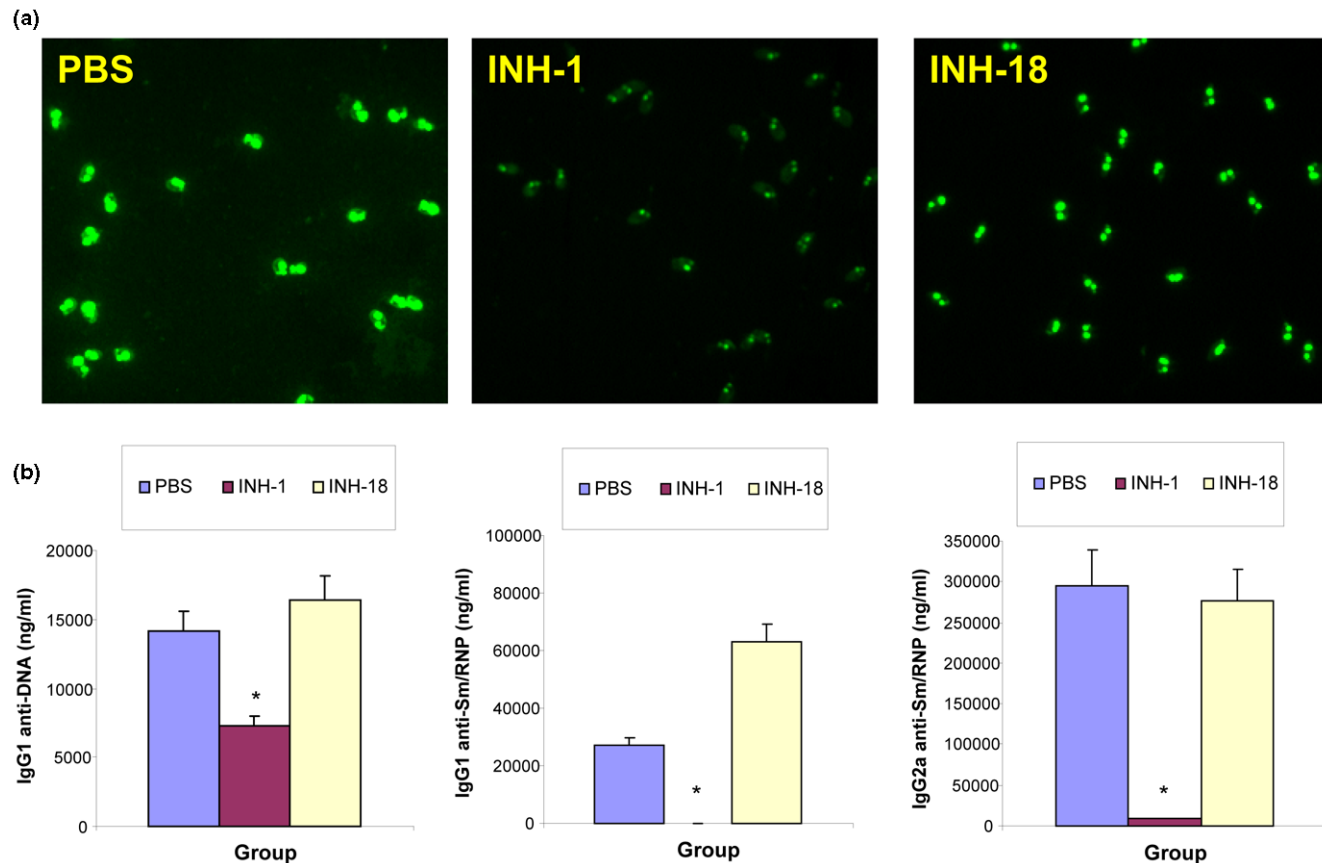 (a)
PBS
INH-1
INH-18
(b)
PBS INH-1 INH-18
20000
15000
10000
5000
0
IgG1 anti-DNA (ng/ml)
*
Group
PBS INH-1 INH-18
100000
80000
60000
40000
20000
0
IgG1 anti-Sm/RNP (ng/ml)
*
Group
PBS INH-1 INH-18
350000
300000
250000
200000
150000
100000
50000
0
IgG2a anti-Sm/RNP (ng/ml)
*
Group